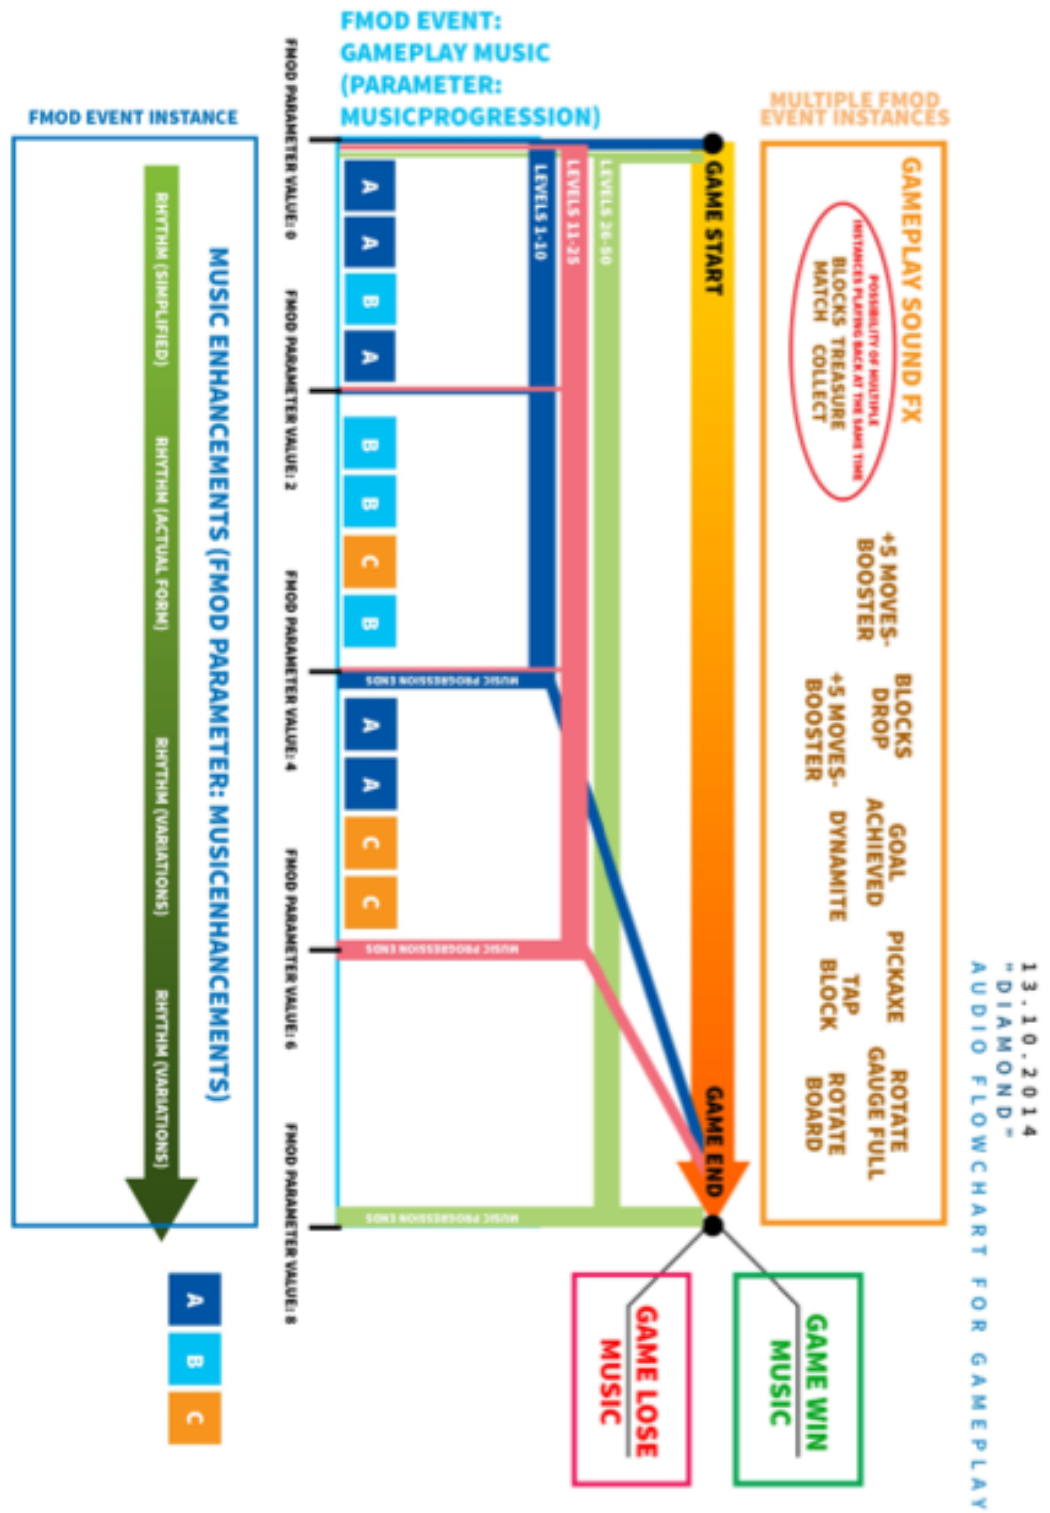 13.10.2014
"DIAMOND"
AUDIO FLOWCHART FOR GAMEPLAY
MULTIPLE FMOD
EVENT INSTANCES
GAMEPLAY SOUND FX
POSSIBILITY OF MULTIPLE
INSTANCES PLAYING BACK AT THE SAME TIME
BLOCKS
MATCH
TREASURE
COLLECT
+5 MOVES-
BOOSTER
BLOCKS
DROP
GOAL
ACHIEVED
PICKAXE
ROTATE
GAUGE FULL
+5 MOVES-
BOOSTER
DYNAMITE
TAP
BLOCK
ROTATE
BOARD
GAME START
GAME END
GAME WIN
MUSIC
GAME LOSE
MUSIC
FMOD EVENT:
GAMEPLAY MUSIC
(PARAMETER:
MUSICPROGRESSION)
LEVELS 26-50
LEVELS 11-25
LEVELS 1-10
MUSIC PROGRESSION ENDS
MUSIC PROGRESSION ENDS
MUSIC PROGRESSION ENDS
A
A
B
A
B
B
C
B
A
A
C
C
FMOD PARAMETER VALUE: 0
FMOD PARAMETER VALUE: 2
FMOD PARAMETER VALUE: 4
FMOD PARAMETER VALUE: 6
FMOD PARAMETER VALUE: 8
FMOD EVENT INSTANCE
MUSIC ENHANCEMENTS (FMOD PARAMETER: MUSICENHANCEMENTS)
RHYTHM (SIMPLIFIED)
RHYTHM (ACTUAL FORM)
RHYTHM (VARIATIONS)
RHYTHM (VARIATIONS)
A
B
C